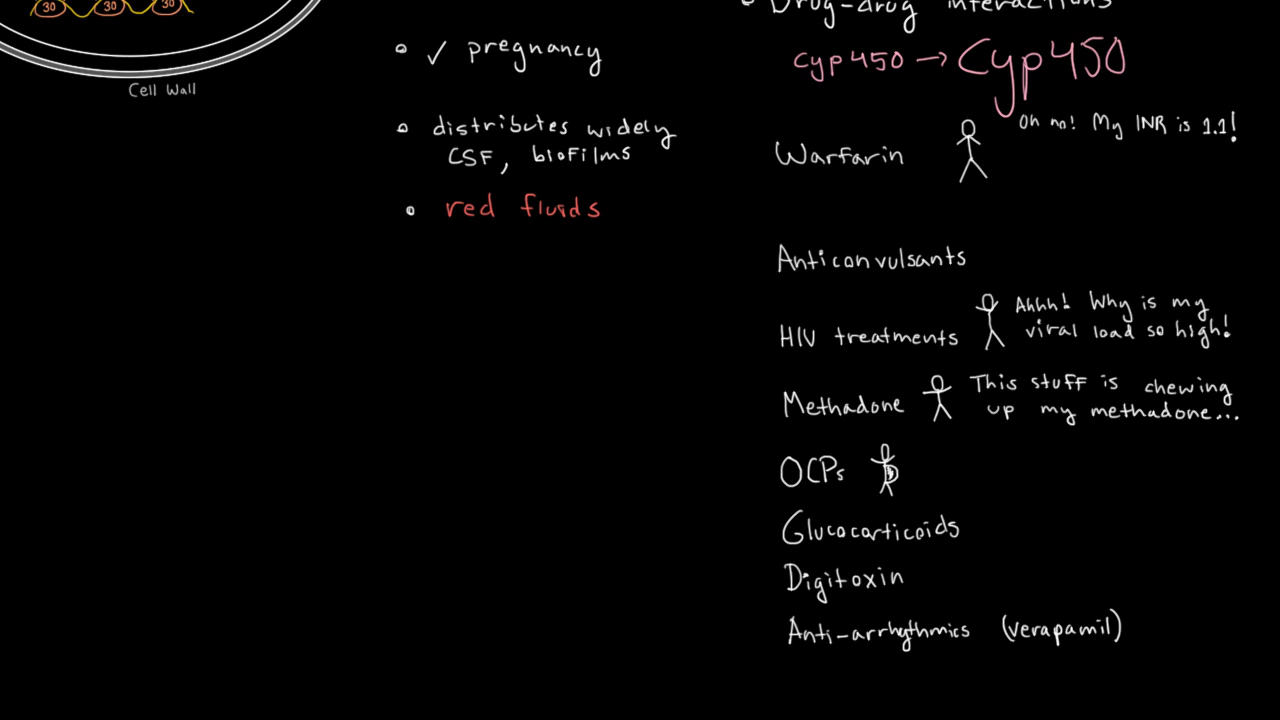 30 30 30
Cell Wall
• ✓ pregnancy
• distributes widely
CSF, biofilms
• red fluids
• Drug-drug interactions
Cyp450 → Cyp450
Warfarin
Oh no! My INR is 1.1!
Anticonvulsants
HIV treatments
Ahhh! Why is my
viral load so high!
Methadone
This stuff is chewing
up my methadone...
OCPs
Glucocorticoids
Digitoxin
Anti-arrhythmics (verapamil)